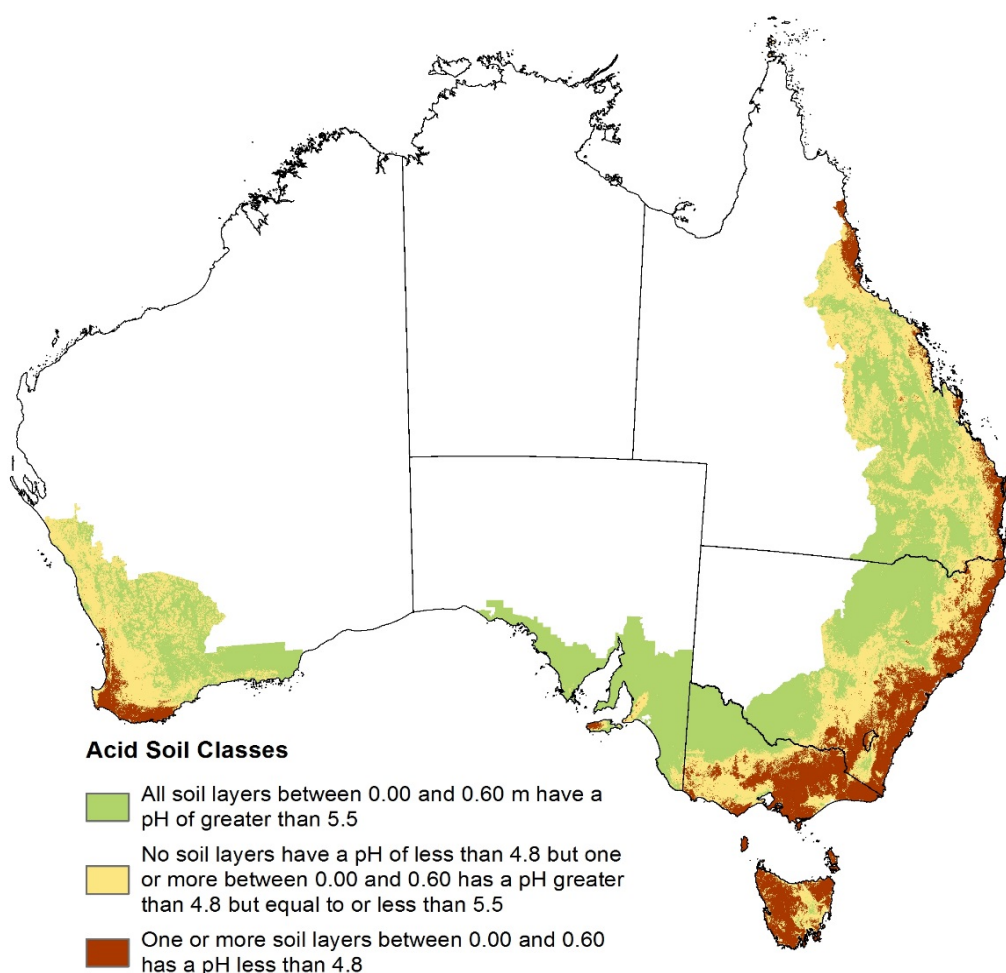 Acid Soil Classes
All soil layers between 0.00 and 0.60 m have a
pH of greater than 5.5
No soil layers have a pH of less than 4.8 but one
or more between 0.00 and 0.60 has a pH greater
than 4.8 but equal to or less than 5.5
One or more soil layers between 0.00 and 0.60
has a pH less than 4.8